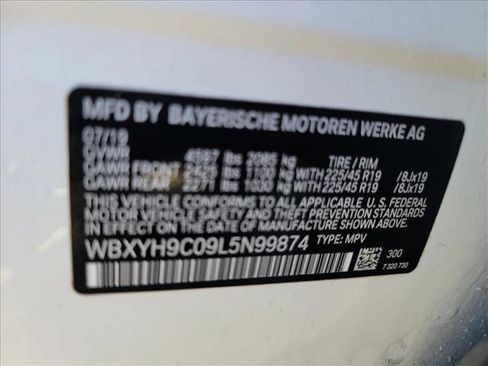 MFD BY BAYERISCHE MOTOREN WERKE AG
07/19
GVWR 4597 lbs 2085 kg TIRE / RIM
GAWR FRONT 2425 lbs 1100 kg 225/45 R19 /8Jx19
GAWR REAR 2271 lbs 1030 kg 225/45 R19 /8Jx19
THIS VEHICLE CONFORMS TO ALL APPLICABLE U.S. FEDERAL
MOTOR VEHICLE SAFETY AND THEFT PREVENTION STANDARDS
IN EFFECT ON THE DATE OF MANUFACTURE SHOWN ABOVE.
WBXYH9C09L5N99874 TYPE: MPV
300
7 320 730